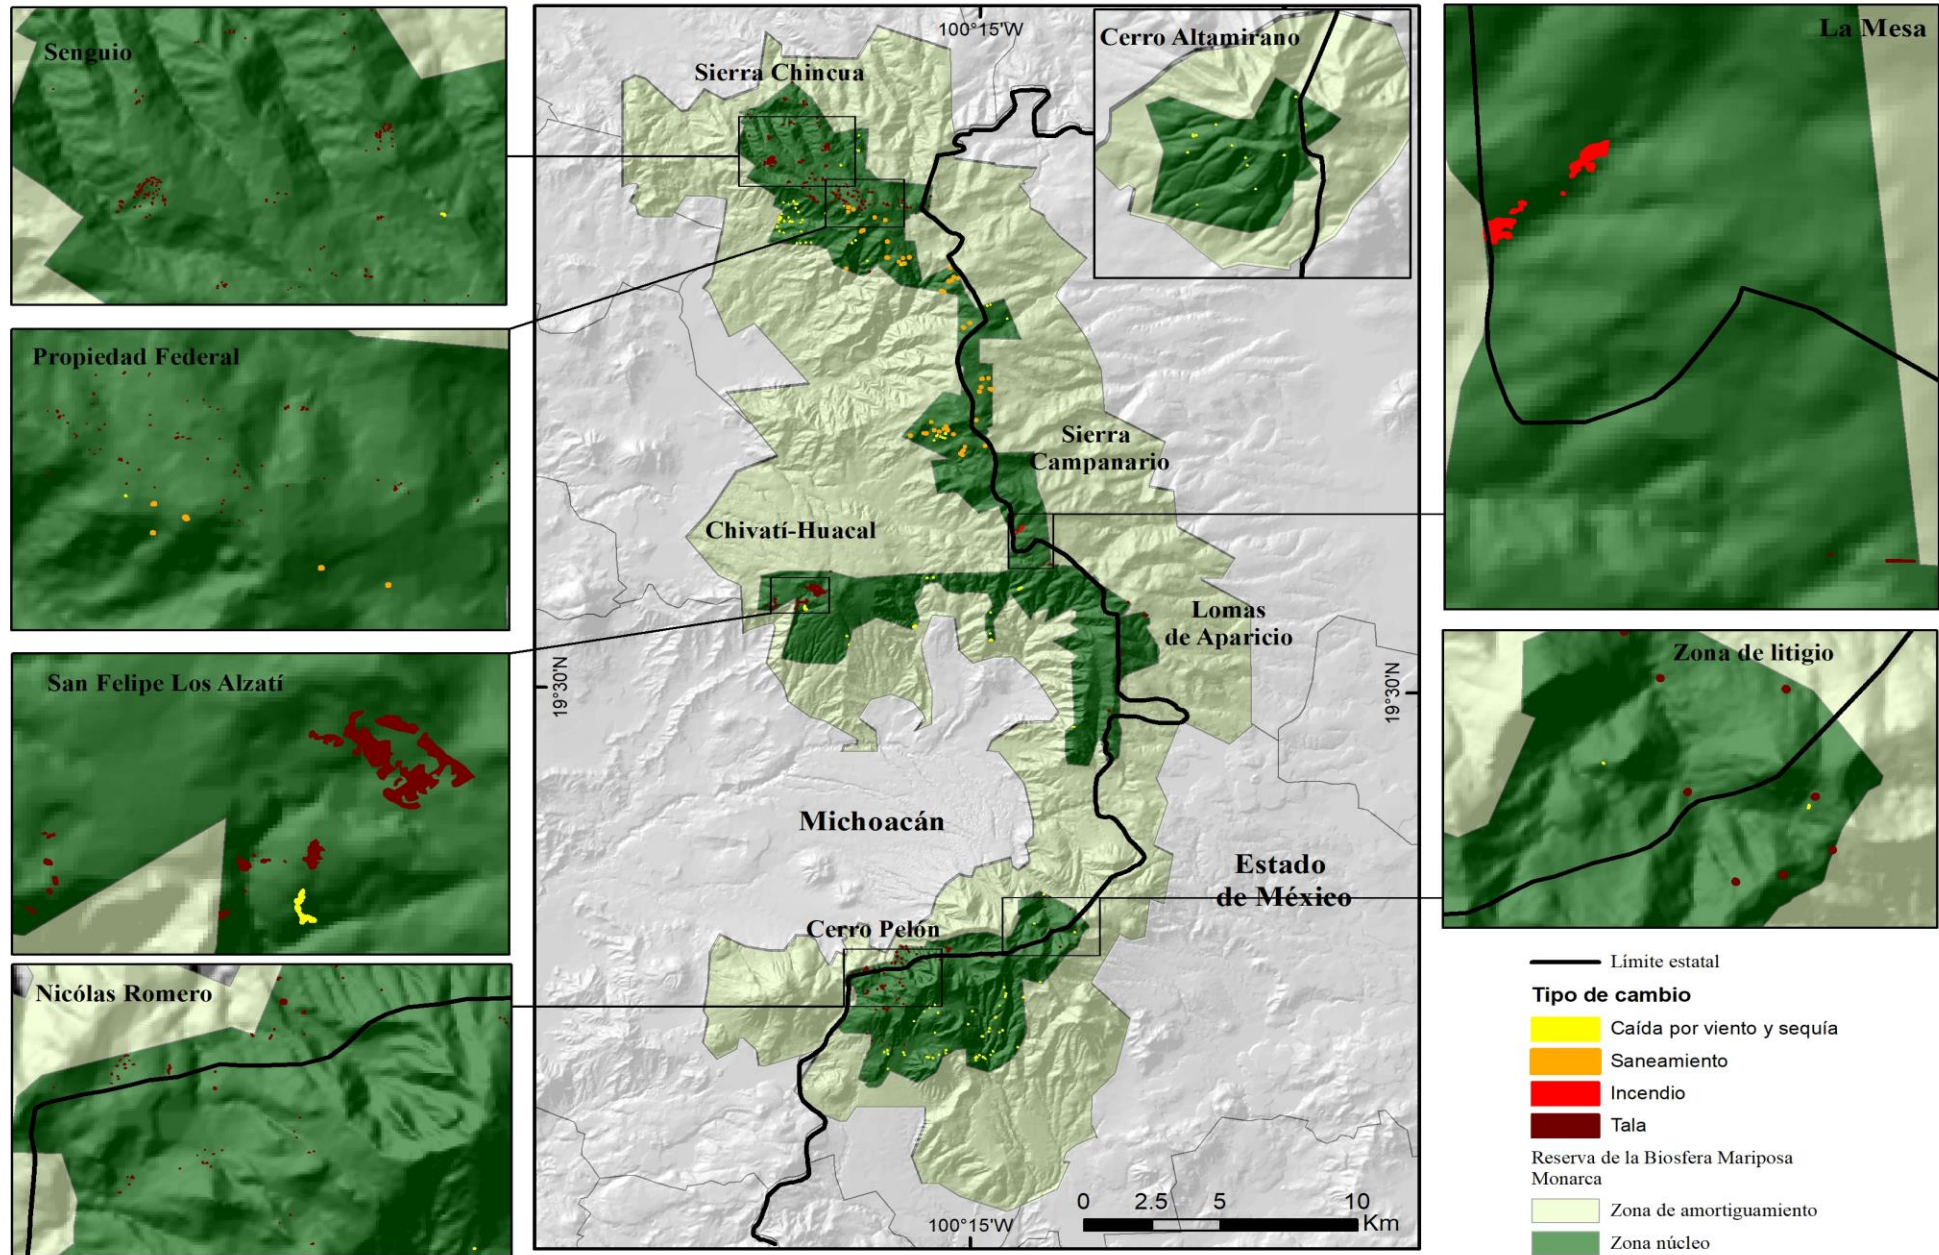 Senguio
Propiedad Federal
San Felipe Los Alzatí
Nicólas Romero
100°15'W
Sierra Chincua
Cerro Altamirano
Sierra
Campanario
Chivatí-Huacal
Lomas
de Aparicio
19°30'N
19°30'N
Michoacán
Estado
de México
Cerro Pelón
0 2.5 5 10
Km
100°15'W
La Mesa
Zona de litigio
Límite estatal
Tipo de cambio
Caída por viento y sequía
Saneamiento
Incendio
Tala
Reserva de la Biosfera Mariposa
Monarca
Zona de amortiguamiento
Zona núcleo